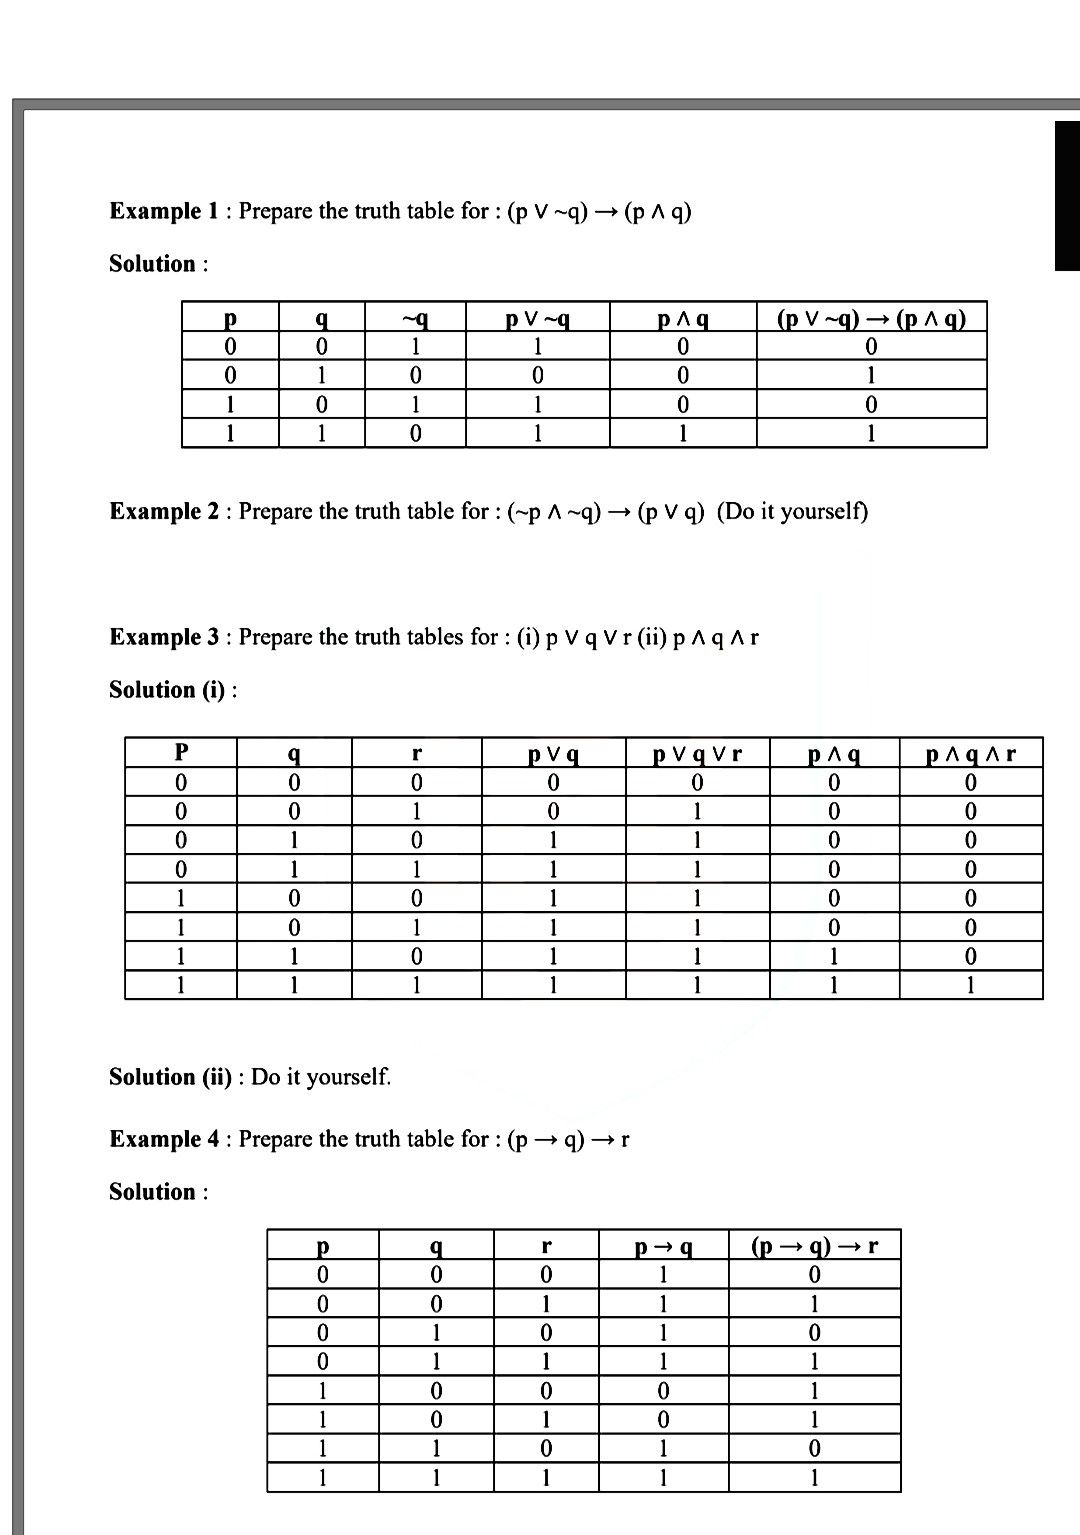 Example 1 : Prepare the truth table for : (p ∨ ~q) → (p ∧ q)
Solution :
p q ~q p ∨ ~q p ∧ q (p ∨ ~q) → (p ∧ q)
0 0 1 1 0 0
0 1 0 0 0 1
1 0 1 1 0 0
1 1 0 1 1 1
Example 2 : Prepare the truth table for : (~p ∧ ~q) → (p ∨ q) (Do it yourself)
Example 3 : Prepare the truth tables for : (i) p ∨ q ∨ r (ii) p ∧ q ∧ r
Solution (i) :
P q r p ∨ q p ∨ q ∨ r p ∧ q p ∧ q ∧ r
0 0 0 0 0 0 0
0 0 1 0 1 0 0
0 1 0 1 1 0 0
0 1 1 1 1 0 0
1 0 0 1 1 0 0
1 0 1 1 1 0 0
1 1 0 1 1 1 0
1 1 1 1 1 1 1
Solution (ii) : Do it yourself.
Example 4 : Prepare the truth table for : (p → q) → r
Solution :
p q r p → q (p → q) → r
0 0 0 1 0
0 0 1 1 1
0 1 0 1 0
0 1 1 1 1
1 0 0 0 1
1 0 1 0 1
1 1 0 1 0
1 1 1 1 1